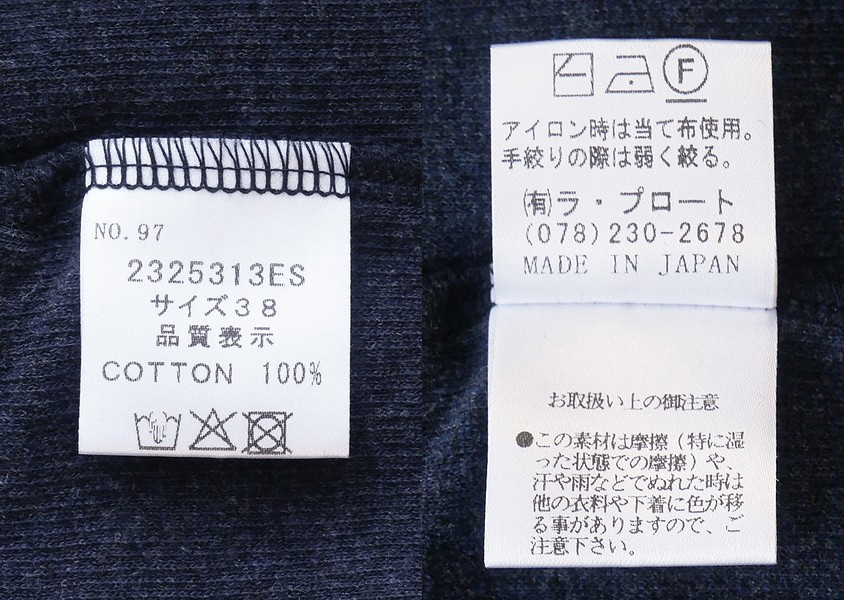 NO.97
2325313ES
サイズ38
品質表示
COTTON 100%
F
アイロン時は当て布使用。
手絞りの際は弱く絞る。
㈲ラ・プロート
(078)230-2678
MADE IN JAPAN
お取扱い上の御注意
●この素材は摩擦(特に湿
った状態での摩擦)や、
汗や雨などでぬれた時は
他の衣料や下着に色が移
る事がありますので、ご
注意下さい。